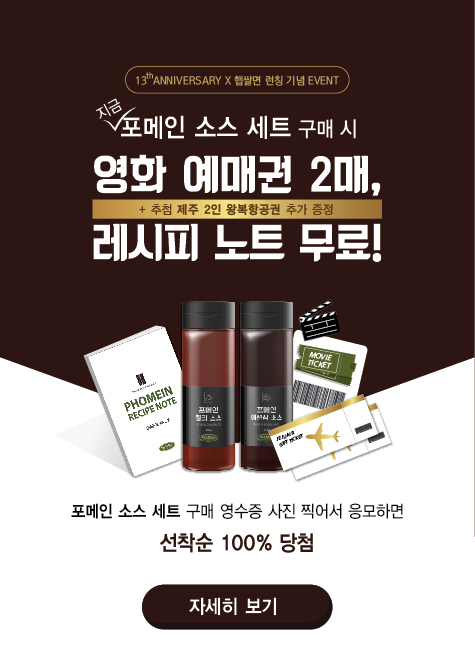 13thANNIVERSARY X 햅쌀면 런칭 기념 EVENT
지금
포메인 소스 세트 구매 시
영화 예매권 2매,
+ 추첨 제주 2인 왕복항공권 추가 증정
레시피 노트 무료!
PHOMEIN
RECIPE NOTE
포메인
칠리 소스
포메인
해선장 소스
MOVIE
TICKET
포메인 소스 세트 구매 영수증 사진 찍어서 응모하면
선착순 100% 당첨
자세히 보기